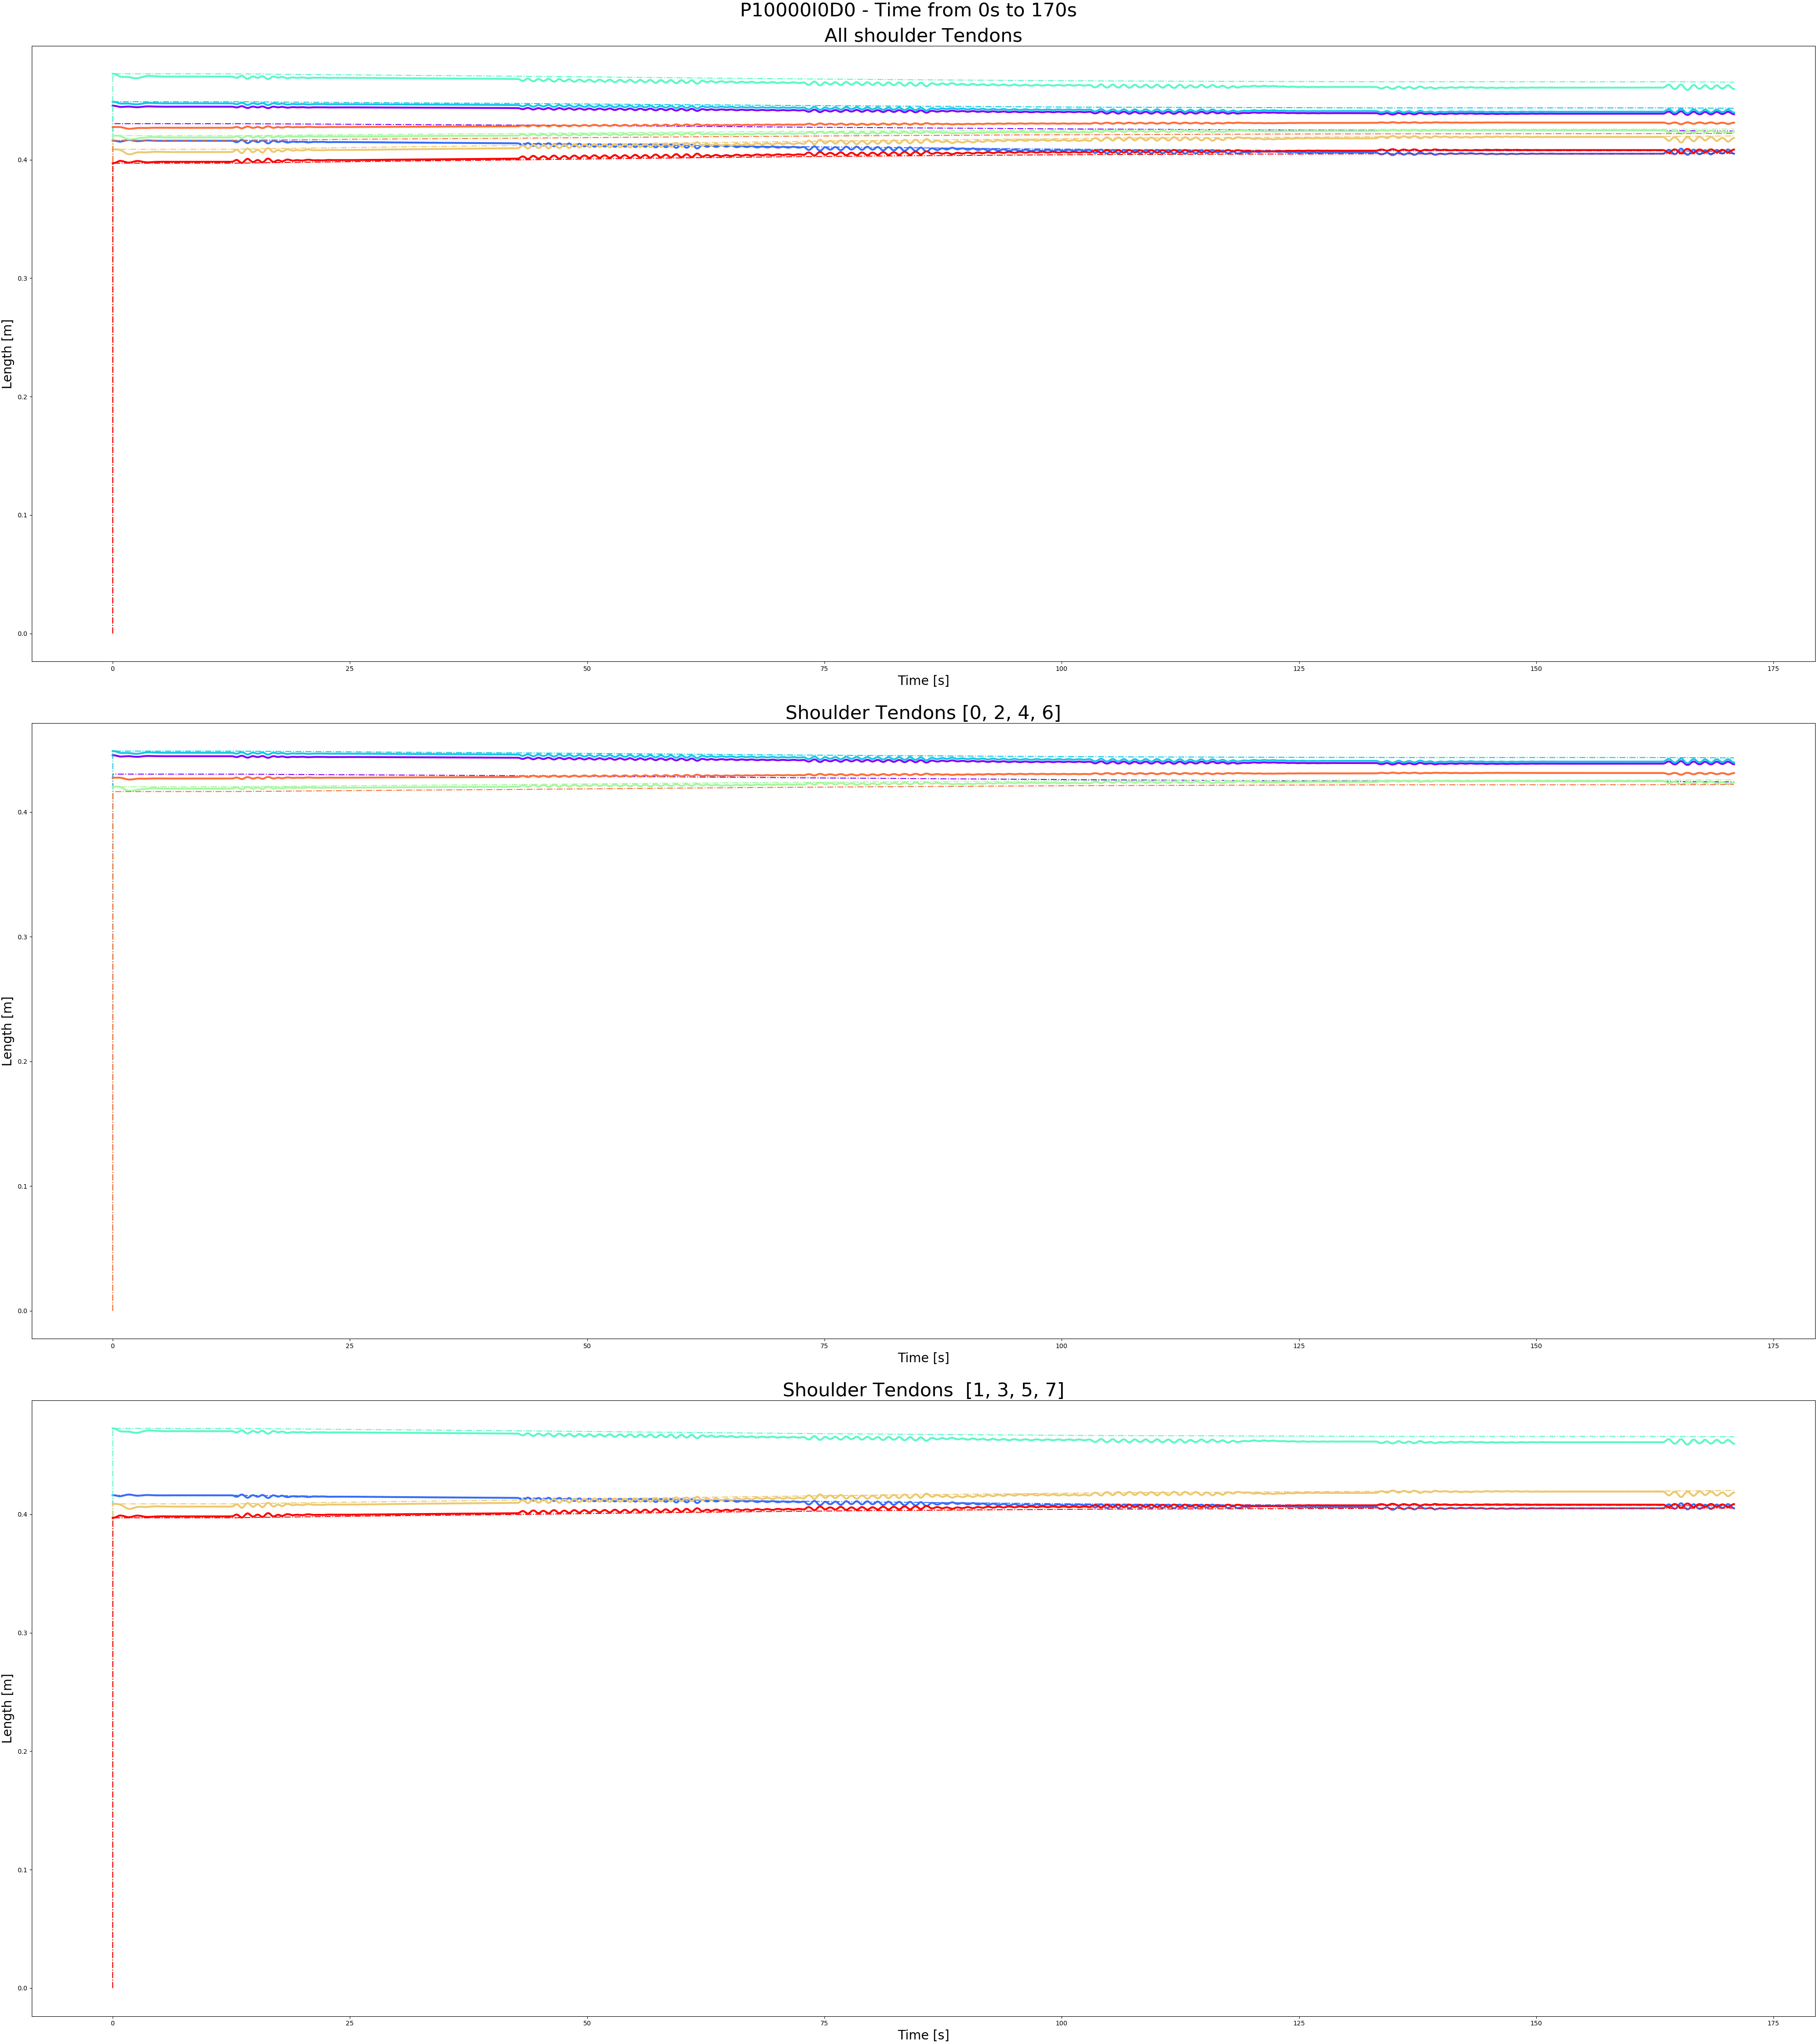 P10000I0D0 - Time from 0s to 170s
All shoulder Tendons
Length [m]
0.4
0.3
0.2
0.1
0.0
0 25 50 75 100 125 150 175
Time [s]
Shoulder Tendons [0, 2, 4, 6]
Length [m]
0.4
0.3
0.2
0.1
0.0
0 25 50 75 100 125 150 175
Time [s]
Shoulder Tendons [1, 3, 5, 7]
Length [m]
0.4
0.3
0.2
0.1
0.0
0 25 50 75 100 125 150 175
Time [s]